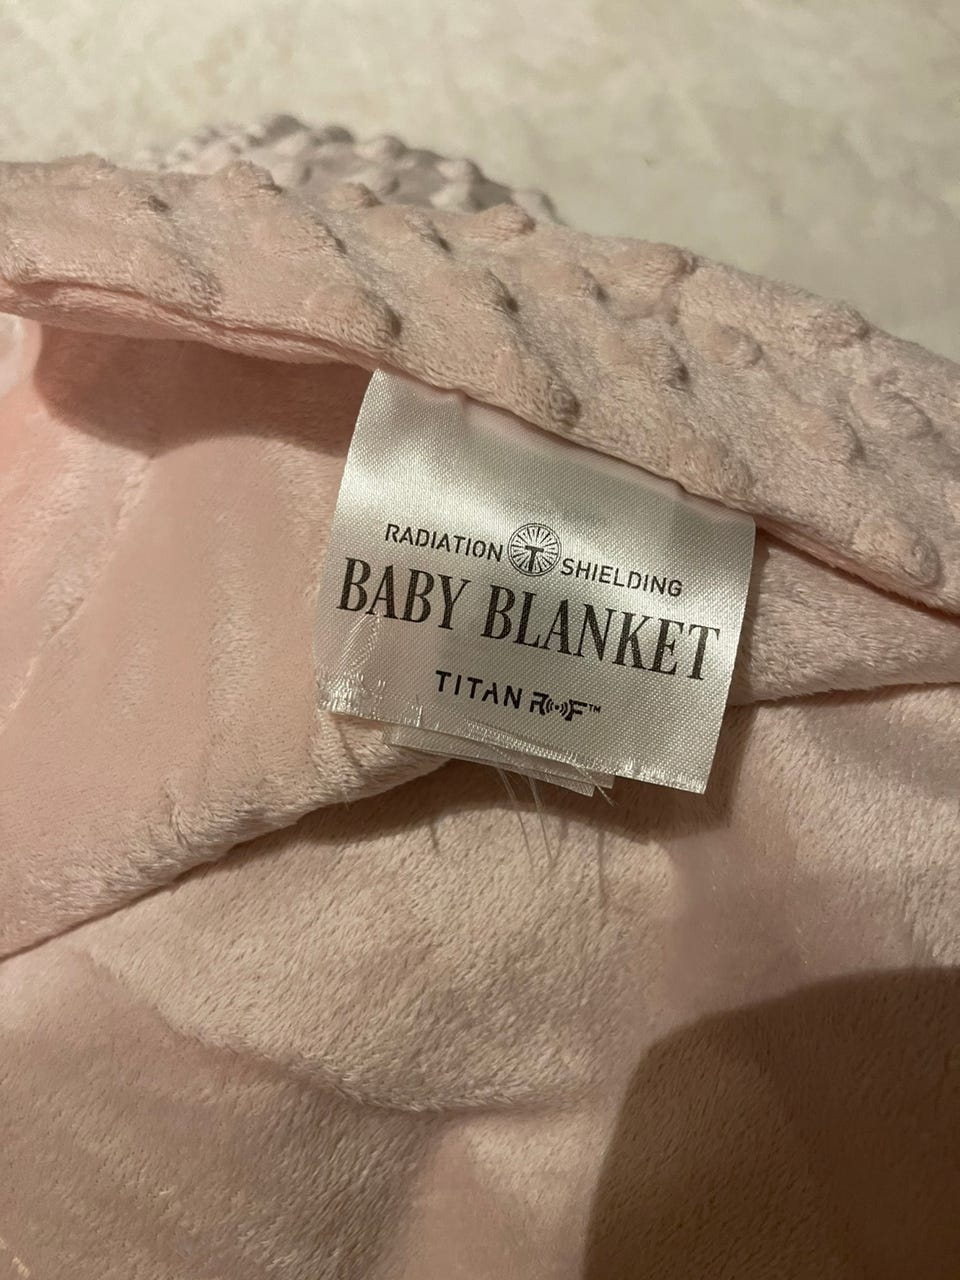 RADIATION T SHIELDING
BABY BLANKET
TITAN RF™